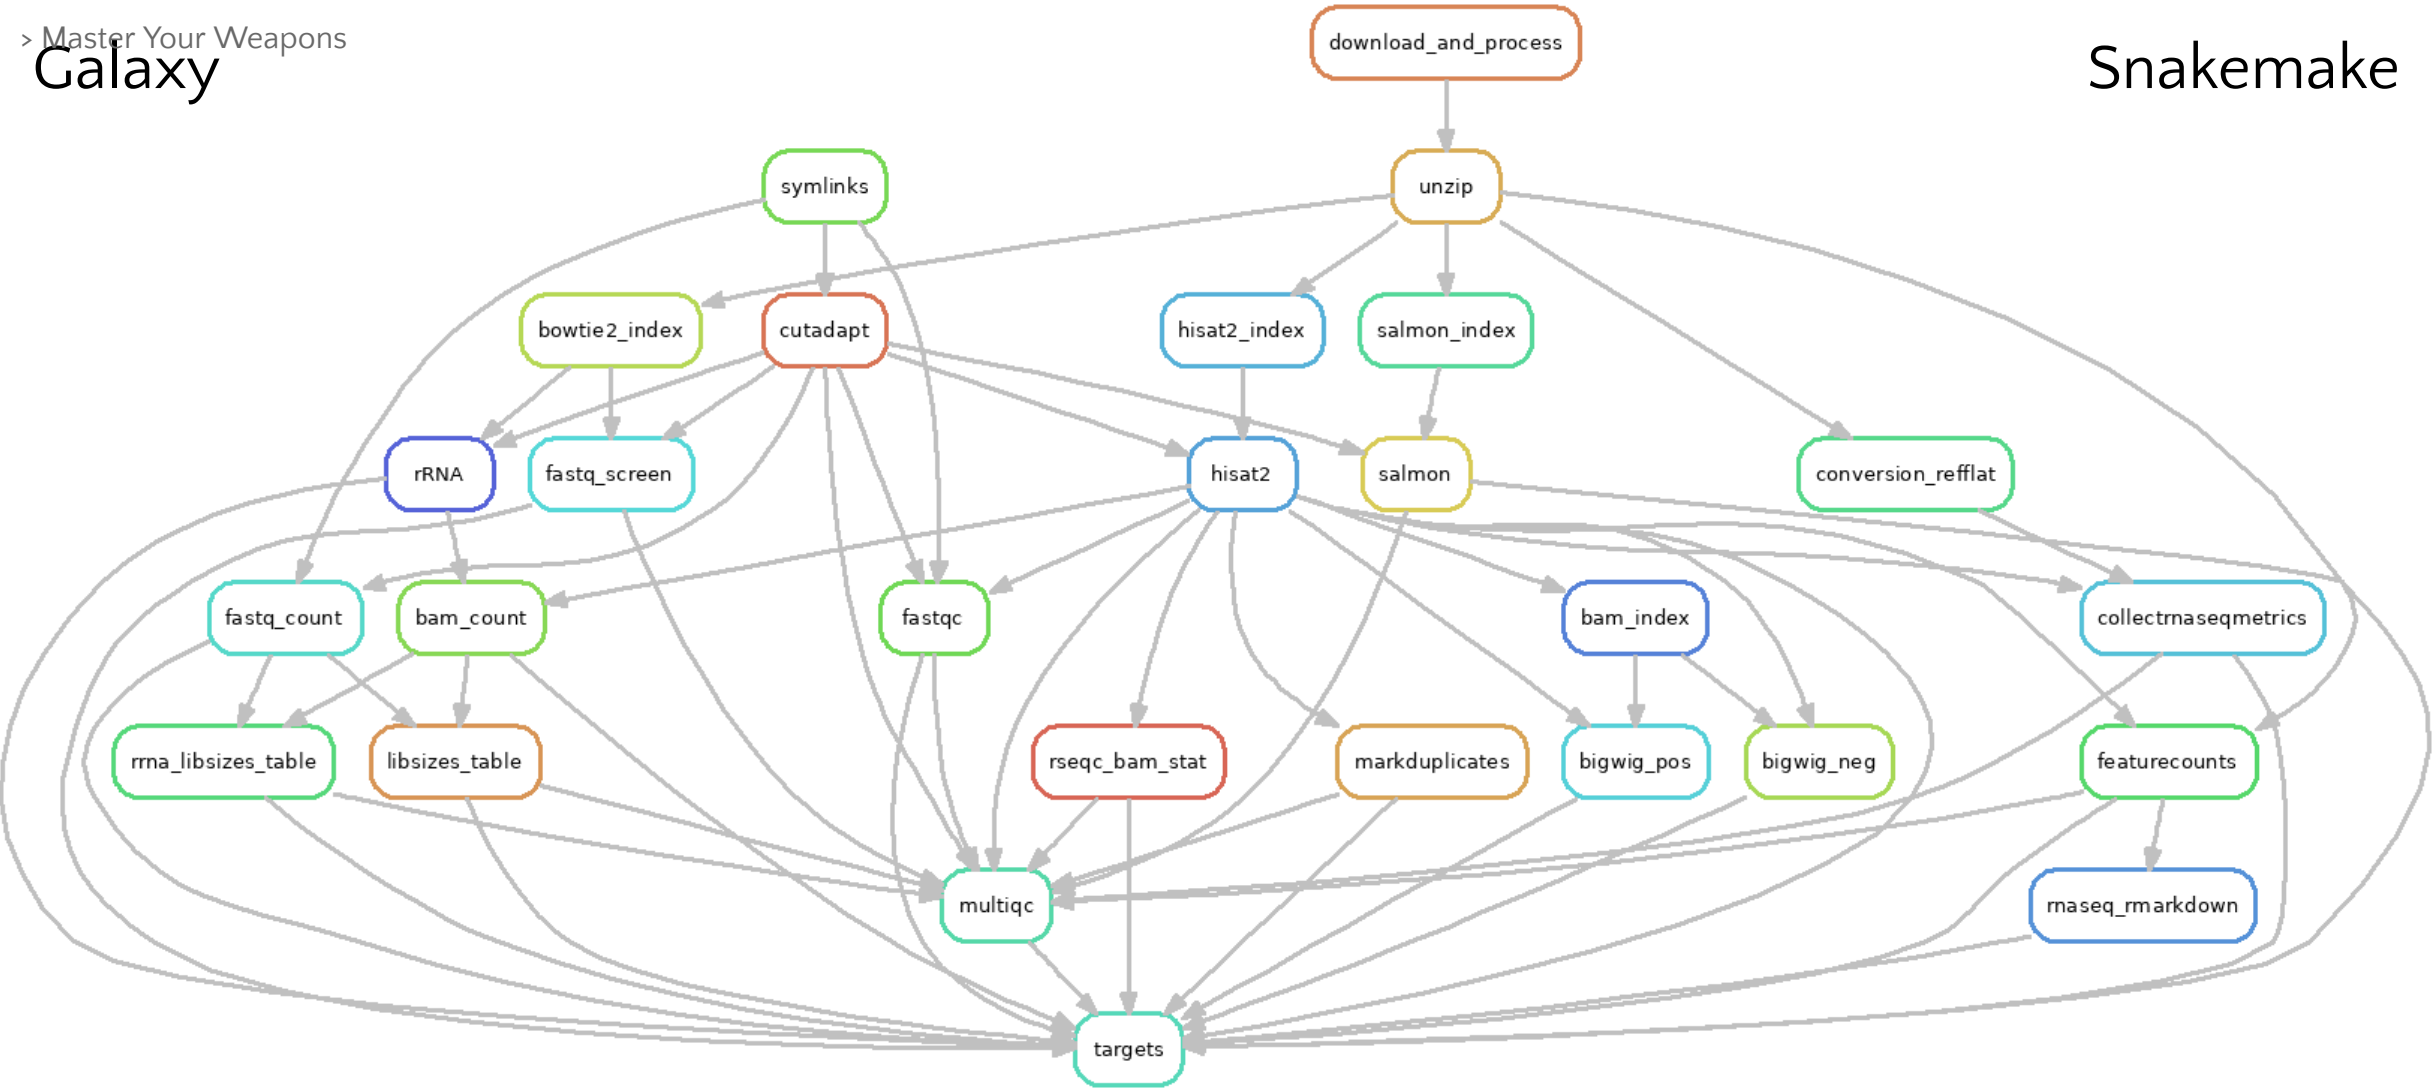 > Master Your Weapons
Galaxy
Snakemake
download_and_process
symlinks
unzip
bowtie2_index
cutadapt
hisat2_index
salmon_index
rRNA
fastq_screen
hisat2
salmon
conversion_refflat
fastq_count
bam_count
fastqc
bam_index
collectrnaseqmetrics
rrna_libsizes_table
libsizes_table
rseqc_bam_stat
markduplicates
bigwig_pos
bigwig_neg
featurecounts
multiqc
rnaseq_rmarkdown
targets